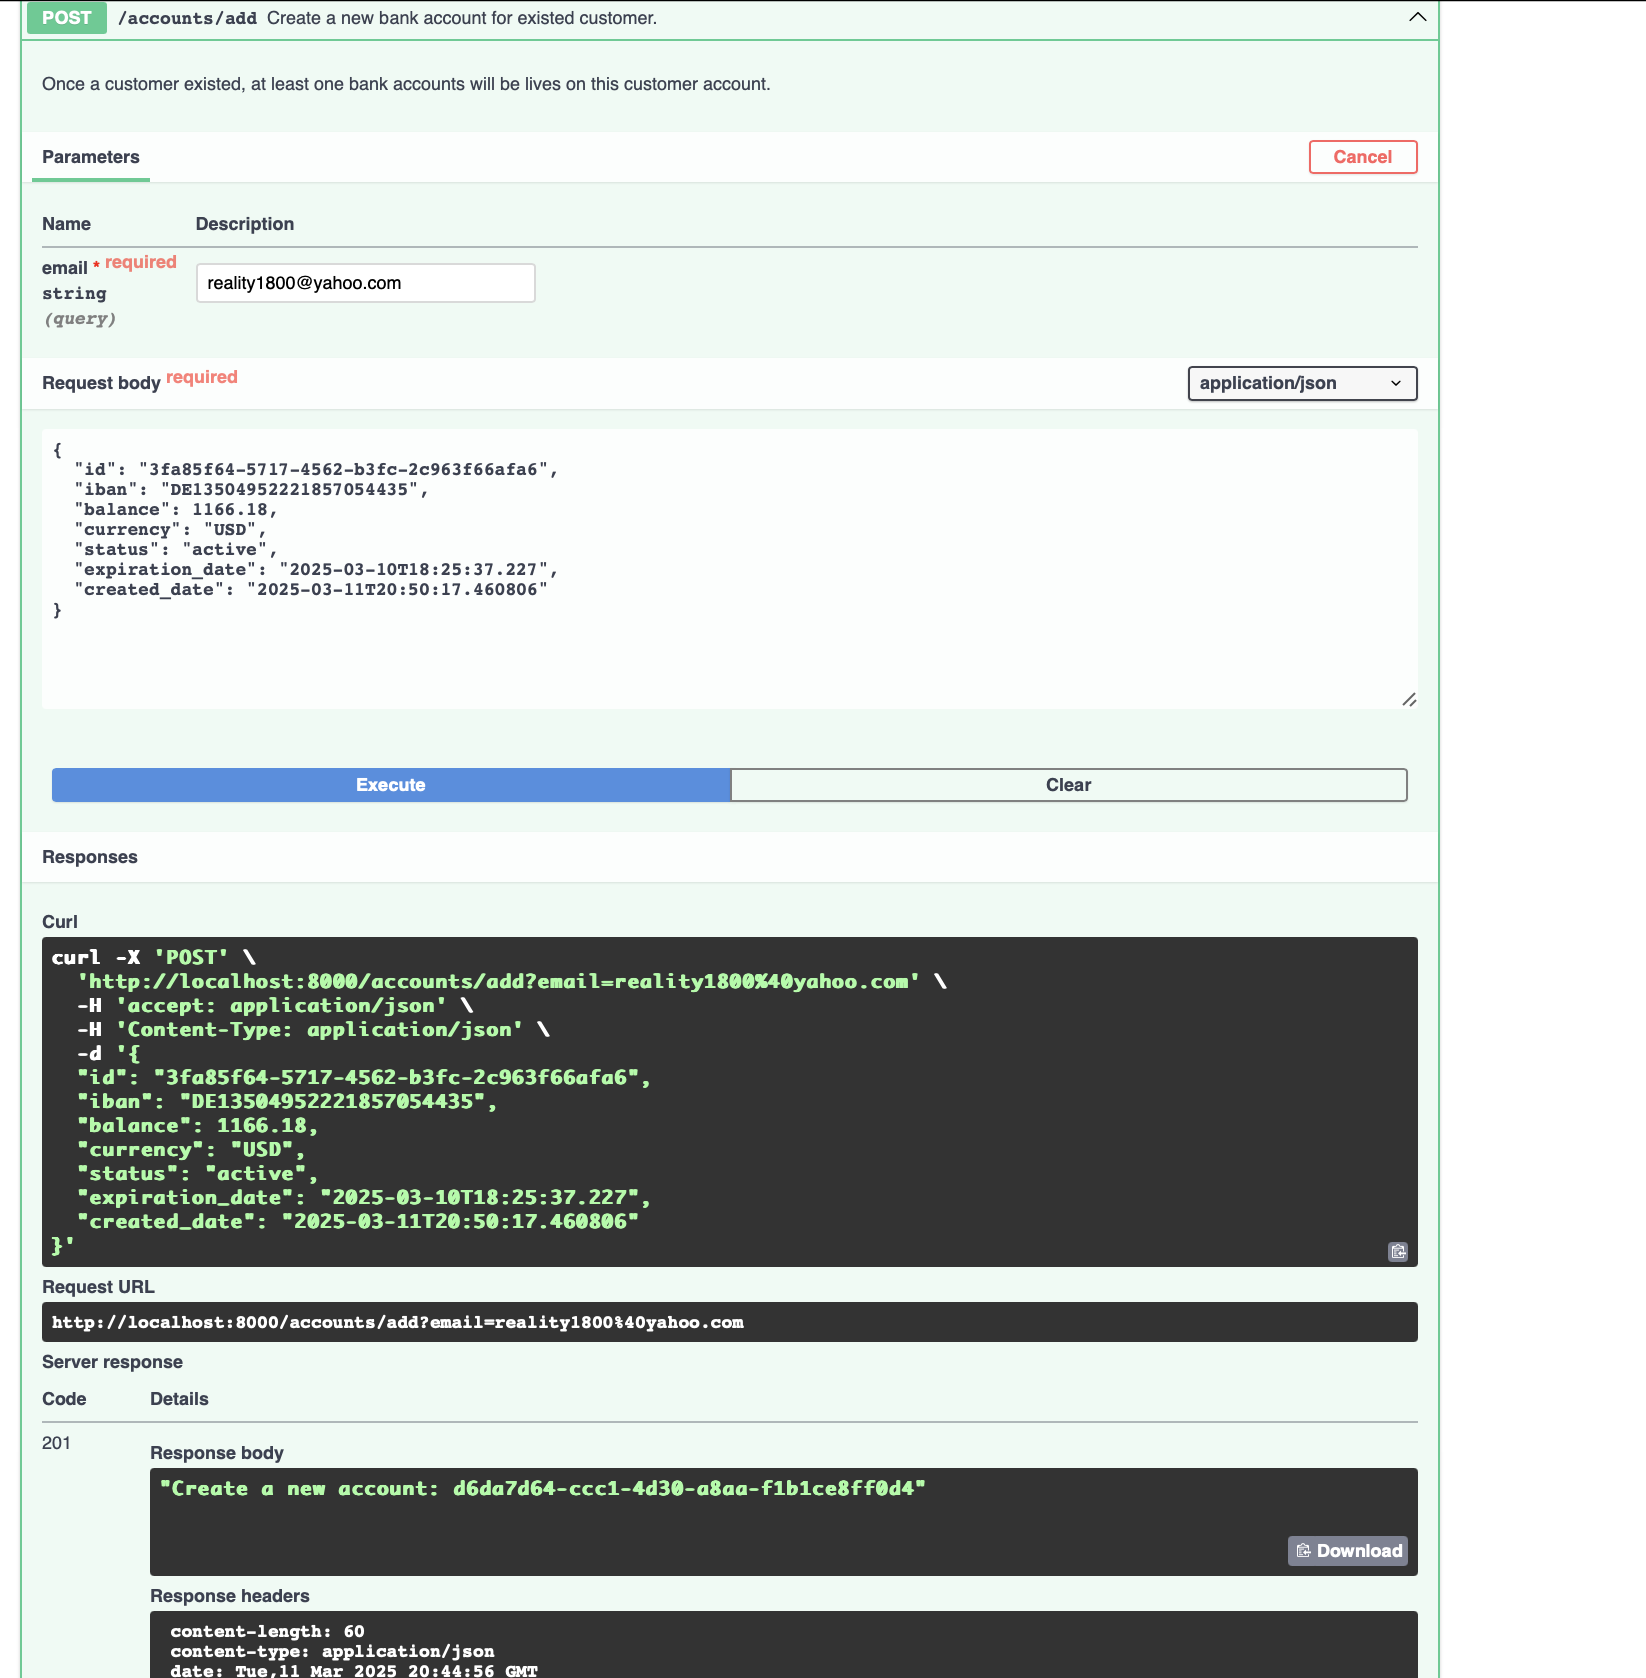 POST /accounts/add Create a new bank account for existed customer.
Once a customer existed, at least one bank accounts will be lives on this customer account.
Parameters
Cancel
Name Description
email * required
string
(query)
reality1800@yahoo.com
Request body required
application/json
{
  "id": "3fa85f64-5717-4562-b3fc-2c963f66afa6",
  "iban": "DE13504952221857054435",
  "balance": 1166.18,
  "currency": "USD",
  "status": "active",
  "expiration_date": "2025-03-10T18:25:37.227",
  "created_date": "2025-03-11T20:50:17.460806"
}
Execute
Clear
Responses
Curl
curl -X 'POST' \
  'http://localhost:8000/accounts/add?email=reality1800%40yahoo.com' \
  -H 'accept: application/json' \
  -H 'Content-Type: application/json' \
  -d '{
  "id": "3fa85f64-5717-4562-b3fc-2c963f66afa6",
  "iban": "DE13504952221857054435",
  "balance": 1166.18,
  "currency": "USD",
  "status": "active",
  "expiration_date": "2025-03-10T18:25:37.227",
  "created_date": "2025-03-11T20:50:17.460806"
}'
Request URL
http://localhost:8000/accounts/add?email=reality1800%40yahoo.com
Server response
Code Details
201
Response body
"Create a new account: d6da7d64-ccc1-4d30-a8aa-f1b1ce8ff0d4"
Download
Response headers
content-length: 60
content-type: application/json
date: Tue,11 Mar 2025 20:44:56 GMT